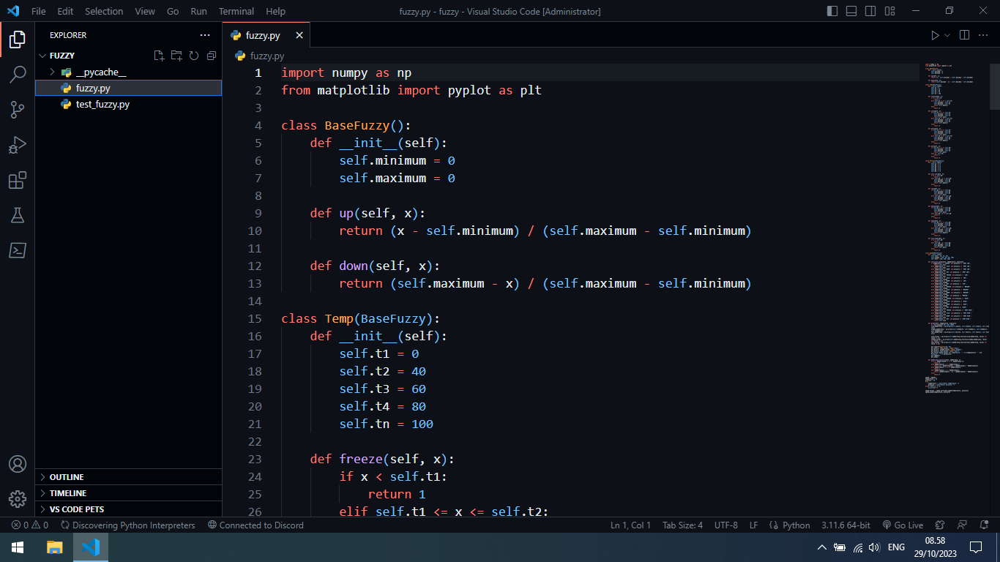 File Edit Selection View Go Run Terminal Help
fuzzy.py - fuzzy - Visual Studio Code [Administrator]
EXPLORER
FUZZY
__pycache__
fuzzy.py
test_fuzzy.py
OUTLINE
TIMELINE
VS CODE PETS
fuzzy.py
fuzzy.py
1 import numpy as np
2 from matplotlib import pyplot as plt
3
4 class BaseFuzzy():
5     def __init__(self):
6         self.minimum = 0
7         self.maximum = 0
8
9     def up(self, x):
10         return (x - self.minimum) / (self.maximum - self.minimum)
11
12     def down(self, x):
13         return (self.maximum - x) / (self.maximum - self.minimum)
14
15 class Temp(BaseFuzzy):
16     def __init__(self):
17         self.t1 = 0
18         self.t2 = 40
19         self.t3 = 60
20         self.t4 = 80
21         self.tn = 100
22
23     def freeze(self, x):
24         if x < self.t1:
25             return 1
26         elif self.t1 <= x <= self.t2:
0 0 Discovering Python Interpreters Connected to Discord Ln 1, Col 1 Tab Size: 4 UTF-8 LF Python 3.11.6 64-bit Go Live
ENG
08.58
29/10/2023